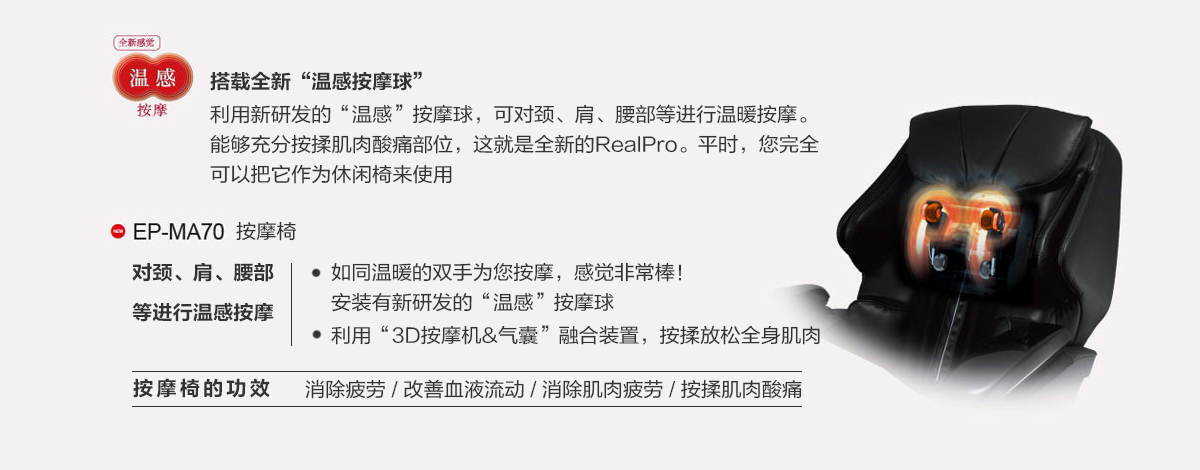 全新感觉
温感
按摩
搭载全新“温感按摩球”
利用新研发的“温感”按摩球，可对颈、肩、腰部等进行温暖按摩。
能够充分按揉肌肉酸痛部位，这就是全新的RealPro。平时，您完全
可以把它作为休闲椅来使用
NEW EP-MA70 按摩椅
对颈、肩、腰部
等进行温感按摩
● 如同温暖的双手为您按摩，感觉非常棒！
安装有新研发的“温感”按摩球
● 利用“3D按摩机&气囊”融合装置，按揉放松全身肌肉
按摩椅的功效 消除疲劳 / 改善血液流动 / 消除肌肉疲劳 / 按揉肌肉酸痛